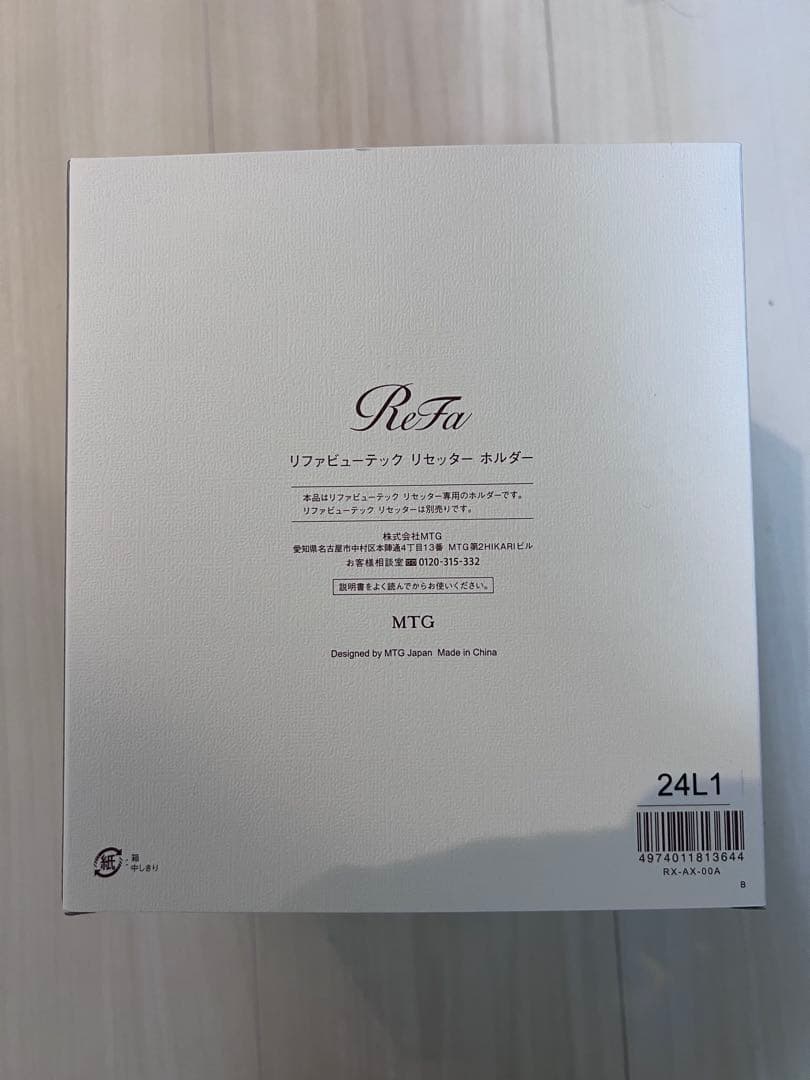 ReFa
リファビューテック リセッター ホルダー
本品はリファビューテック リセッター専用のホルダーです。
リファビューテック リセッターは別売りです。
株式会社MTG
愛知県名古屋市中村区本陣通4丁目13番 MTG第2HIKARIビル
お客様相談室 0120-315-332
説明書をよく読んでからお使いください。
MTG
Designed by MTG Japan Made in China
24L1
4974011813644
RX-AX-00A
B
紙:箱
中しきり